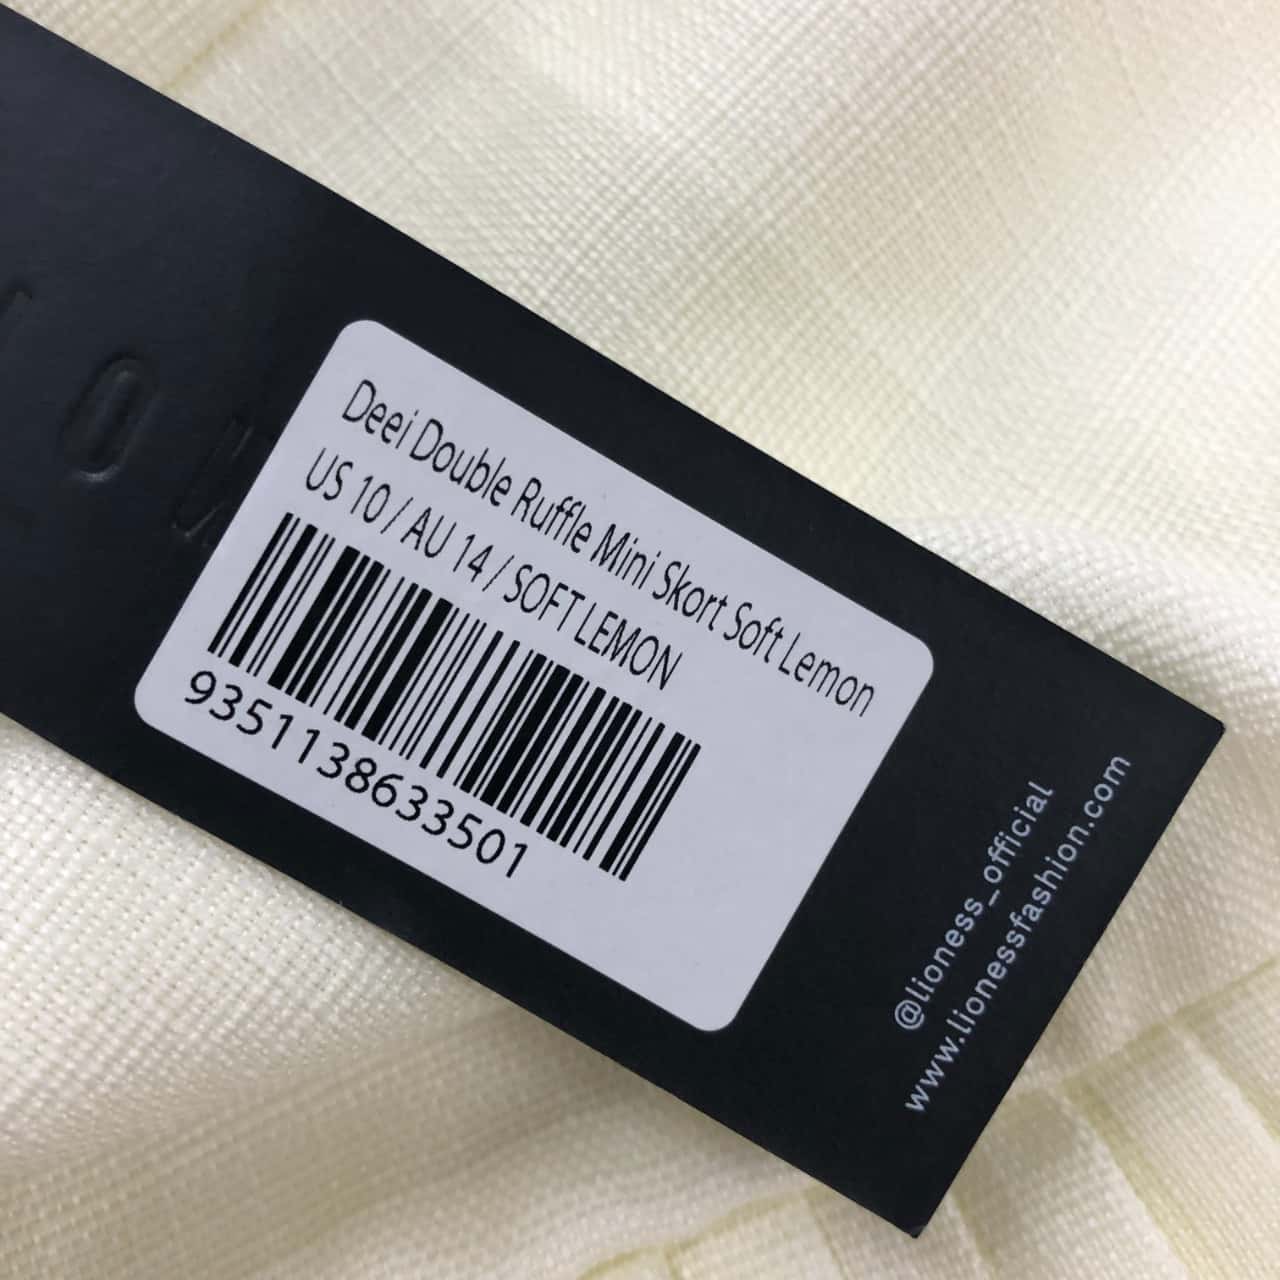 Deei Double Ruffle Mini Skort Soft Lemon
US 10 / AU 14 / SOFT LEMON
9351138633501
@lioness_official
www.lionessfashion.com